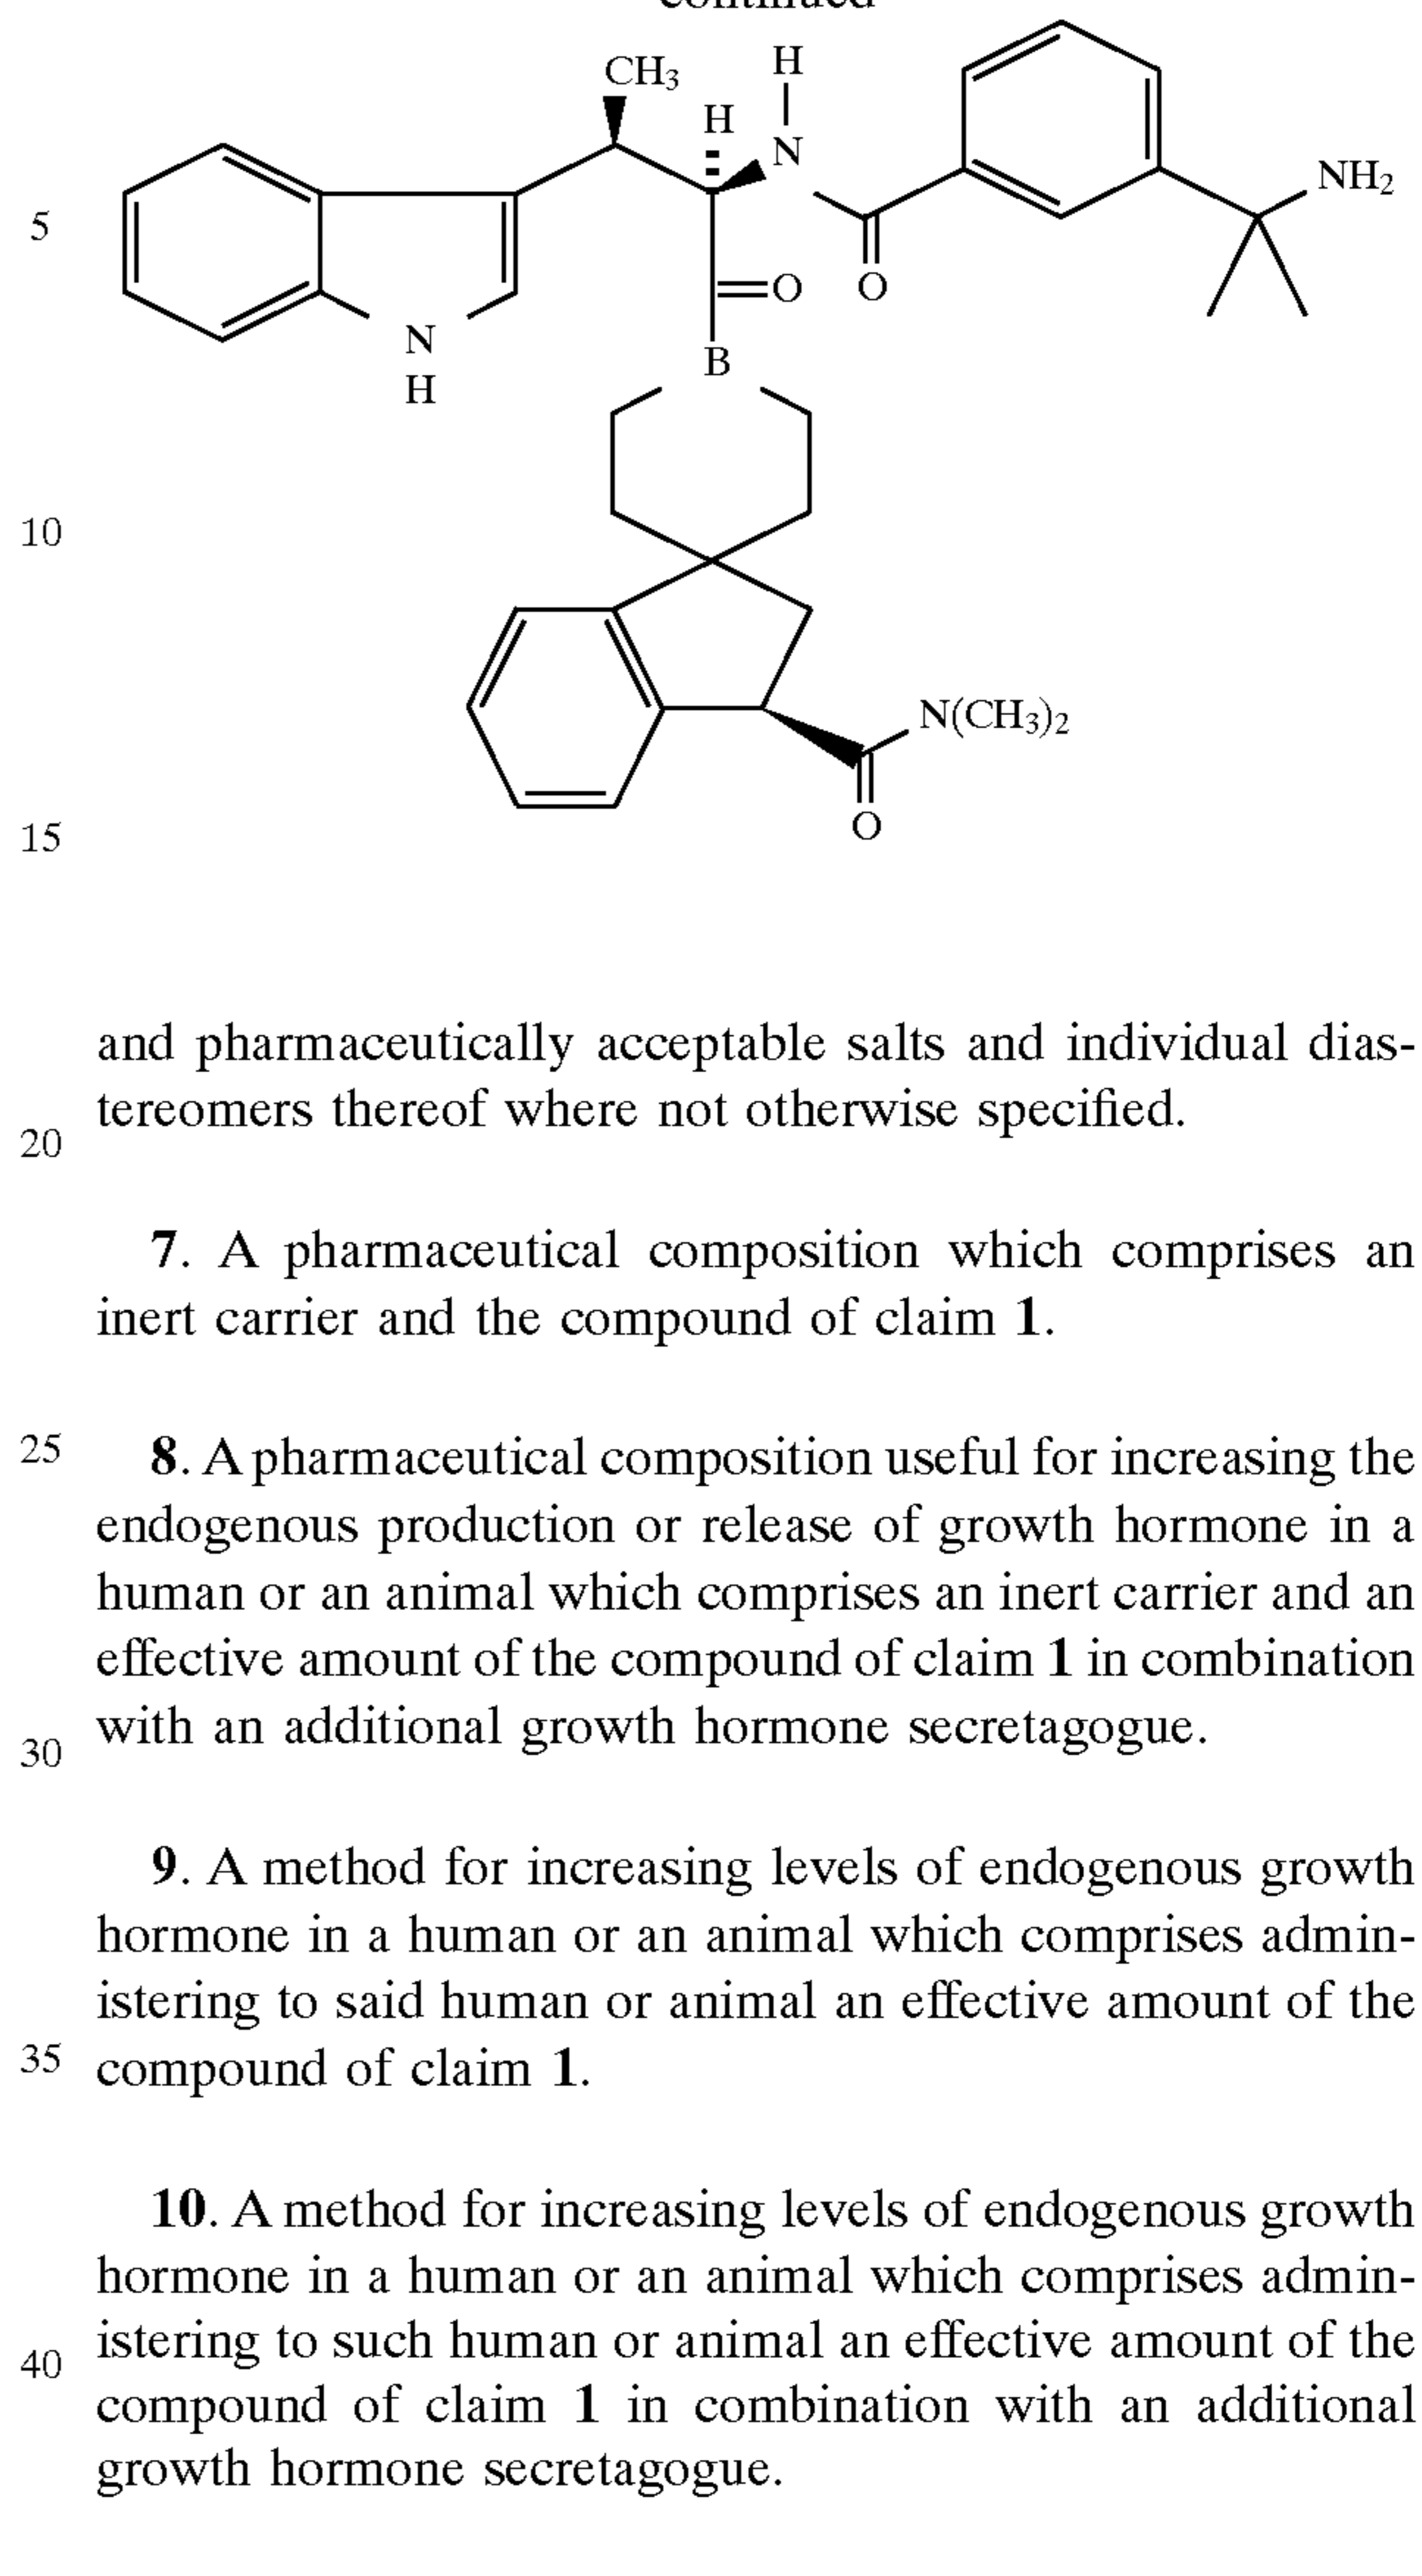 continued
CH3
H
H
N
NH2
5
O
O
N
H
B
10
N(CH3)2
O
15
and pharmaceutically acceptable salts and individual dias-
tereomers thereof where not otherwise specified.
20
7. A pharmaceutical composition which comprises an
inert carrier and the compound of claim 1.
25 8. A pharmaceutical composition useful for increasing the
endogenous production or release of growth hormone in a
human or an animal which comprises an inert carrier and an
effective amount of the compound of claim 1 in combination
with an additional growth hormone secretagogue.
30
9. A method for increasing levels of endogenous growth
hormone in a human or an animal which comprises admin-
istering to said human or animal an effective amount of the
35 compound of claim 1.
10. A method for increasing levels of endogenous growth
hormone in a human or an animal which comprises admin-
istering to such human or animal an effective amount of the
40
compound of claim 1 in combination with an additional
growth hormone secretagogue.